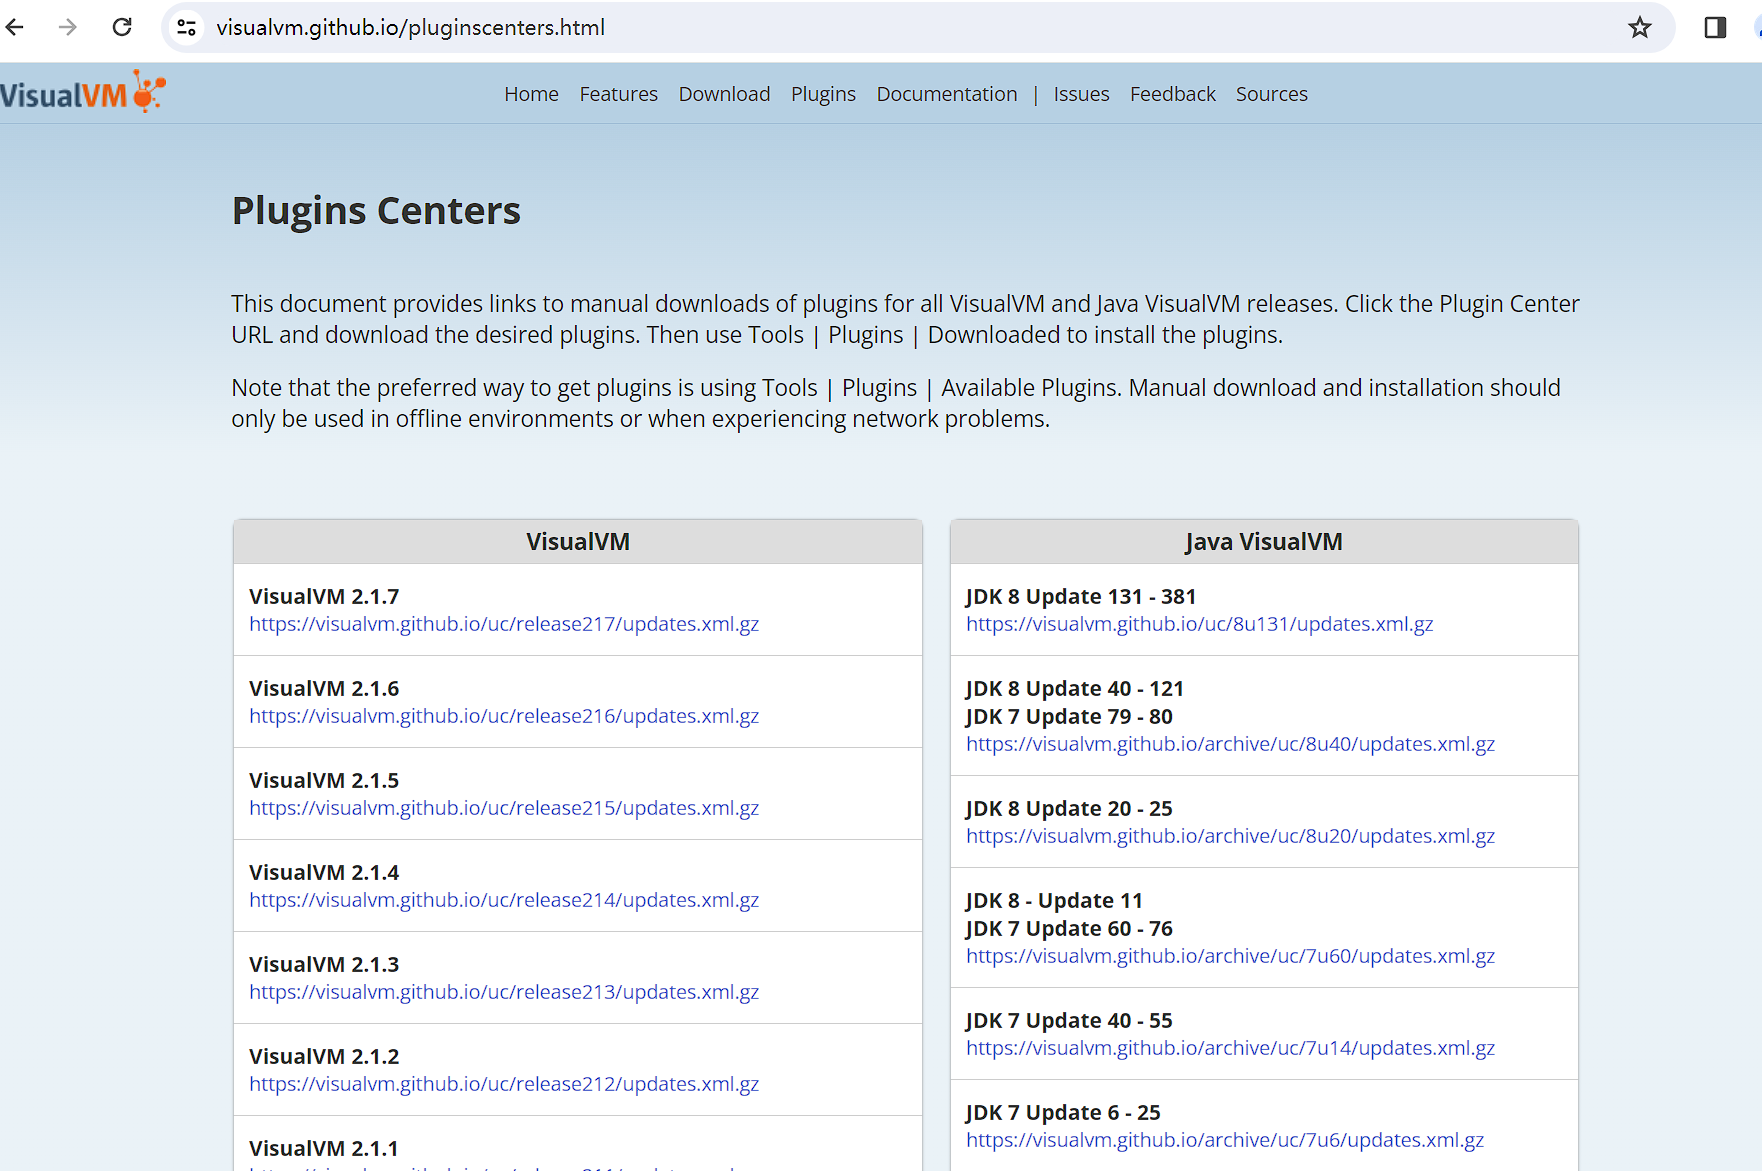 visualvm.github.io/pluginscenters.html
VisualVM
Home Features Download Plugins Documentation | Issues Feedback Sources
Plugins Centers
This document provides links to manual downloads of plugins for all VisualVM and Java VisualVM releases. Click the Plugin Center
URL and download the desired plugins. Then use Tools | Plugins | Downloaded to install the plugins.
Note that the preferred way to get plugins is using Tools | Plugins | Available Plugins. Manual download and installation should
only be used in offline environments or when experiencing network problems.
VisualVM
VisualVM 2.1.7
https://visualvm.github.io/uc/release217/updates.xml.gz
VisualVM 2.1.6
https://visualvm.github.io/uc/release216/updates.xml.gz
VisualVM 2.1.5
https://visualvm.github.io/uc/release215/updates.xml.gz
VisualVM 2.1.4
https://visualvm.github.io/uc/release214/updates.xml.gz
VisualVM 2.1.3
https://visualvm.github.io/uc/release213/updates.xml.gz
VisualVM 2.1.2
https://visualvm.github.io/uc/release212/updates.xml.gz
VisualVM 2.1.1
Java VisualVM
JDK 8 Update 131 - 381
https://visualvm.github.io/uc/8u131/updates.xml.gz
JDK 8 Update 40 - 121
JDK 7 Update 79 - 80
https://visualvm.github.io/archive/uc/8u40/updates.xml.gz
JDK 8 Update 20 - 25
https://visualvm.github.io/archive/uc/8u20/updates.xml.gz
JDK 8 - Update 11
JDK 7 Update 60 - 76
https://visualvm.github.io/archive/uc/7u60/updates.xml.gz
JDK 7 Update 40 - 55
https://visualvm.github.io/archive/uc/7u14/updates.xml.gz
JDK 7 Update 6 - 25
https://visualvm.github.io/archive/uc/7u6/updates.xml.gz